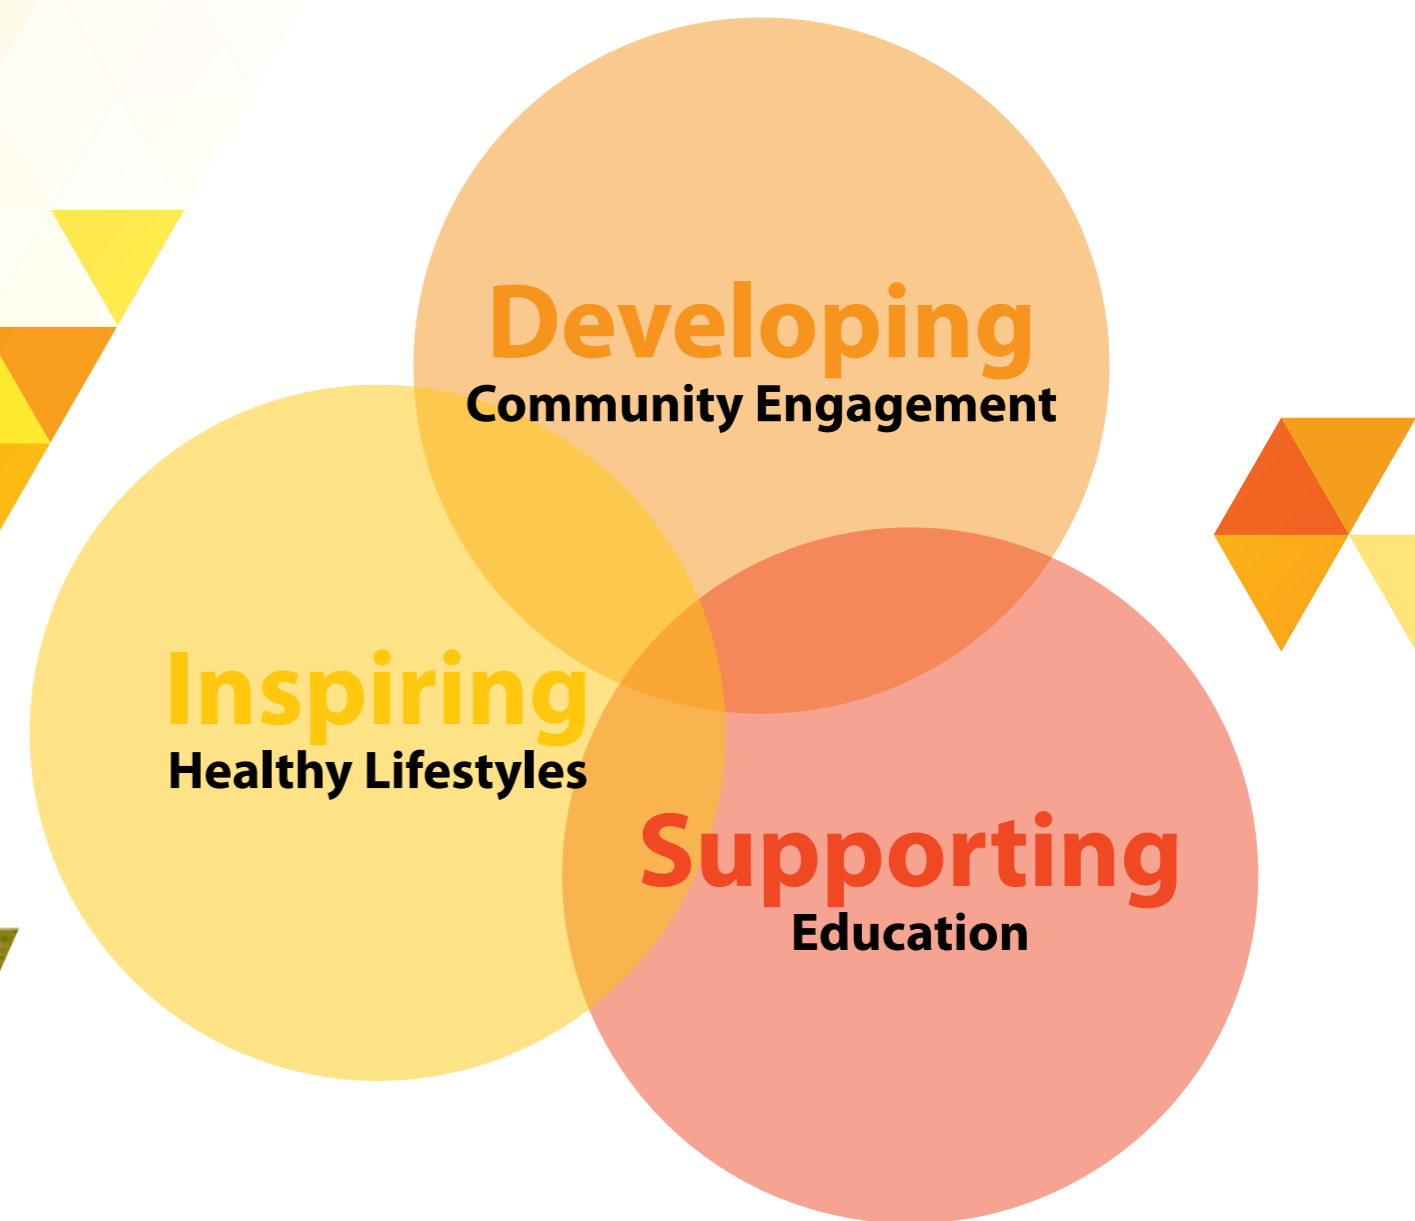 Developing
Community Engagement
Inspiring
Healthy Lifestyles
Supporting
Education